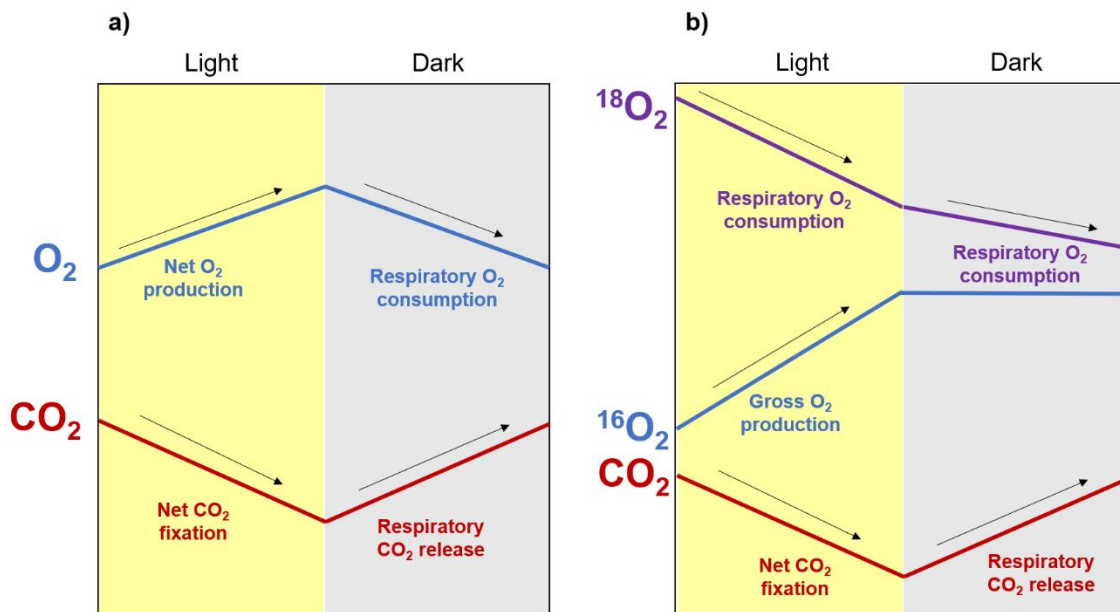 a)
Light Dark
O₂
Net O₂
production
Respiratory O₂
consumption
CO₂
Net CO₂
fixation
Respiratory
CO₂ release
b)
Light Dark
¹⁸O₂
Respiratory O₂
consumption
Respiratory O₂
consumption
Gross O₂
production
¹⁶O₂
CO₂
Net CO₂
fixation
Respiratory
CO₂ release